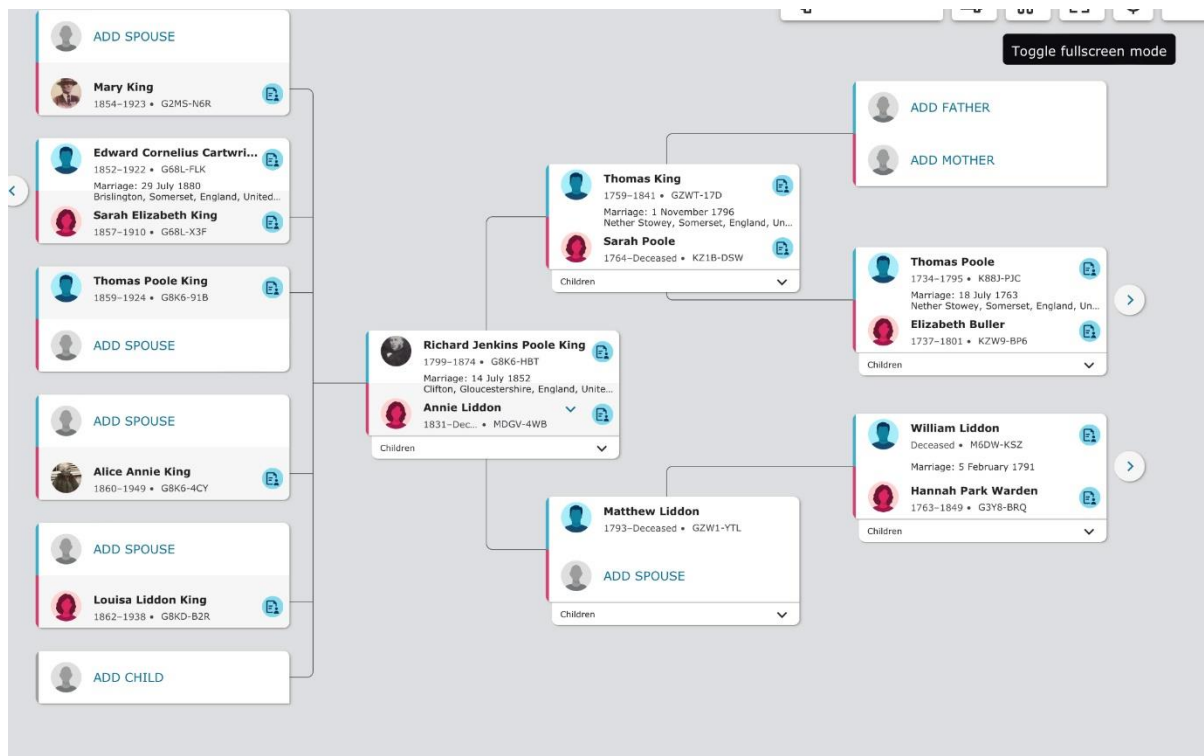 Toggle fullscreen mode
ADD SPOUSE
Mary King
1854–1923 • G2MS-N6R
Edward Cornelius Cartwri...
1852–1922 • G68L-FLK
Marriage: 29 July 1880
Brislington, Somerset, England, United...
Sarah Elizabeth King
1857–1910 • G68L-X3F
Thomas Poole King
1859–1924 • G8K6-91B
ADD SPOUSE
ADD SPOUSE
Alice Annie King
1860–1949 • G8K6-4CY
ADD SPOUSE
Louisa Liddon King
1862–1938 • G8KD-B2R
ADD CHILD
Richard Jenkins Poole King
1799–1874 • G8K6-HBT
Marriage: 14 July 1852
Clifton, Gloucestershire, England, Unite...
Annie Liddon
1831–Dec... • MDGV-4WB
Children
Thomas King
1759–1841 • GZWT-17D
Marriage: 1 November 1796
Nether Stowey, Somerset, England, Un...
Sarah Poole
1764–Deceased • KZ1B-DSW
Children
Matthew Liddon
1793–Deceased • GZW1-YTL
ADD SPOUSE
Children
ADD FATHER
ADD MOTHER
Thomas Poole
1734–1795 • K88J-PJC
Marriage: 18 July 1763
Nether Stowey, Somerset, England, Un...
Elizabeth Buller
1737–1801 • KZW9-BP6
Children
William Liddon
Deceased • M6DW-KSZ
Marriage: 5 February 1791
Hannah Park Warden
1763–1849 • G3Y8-BRQ
Children